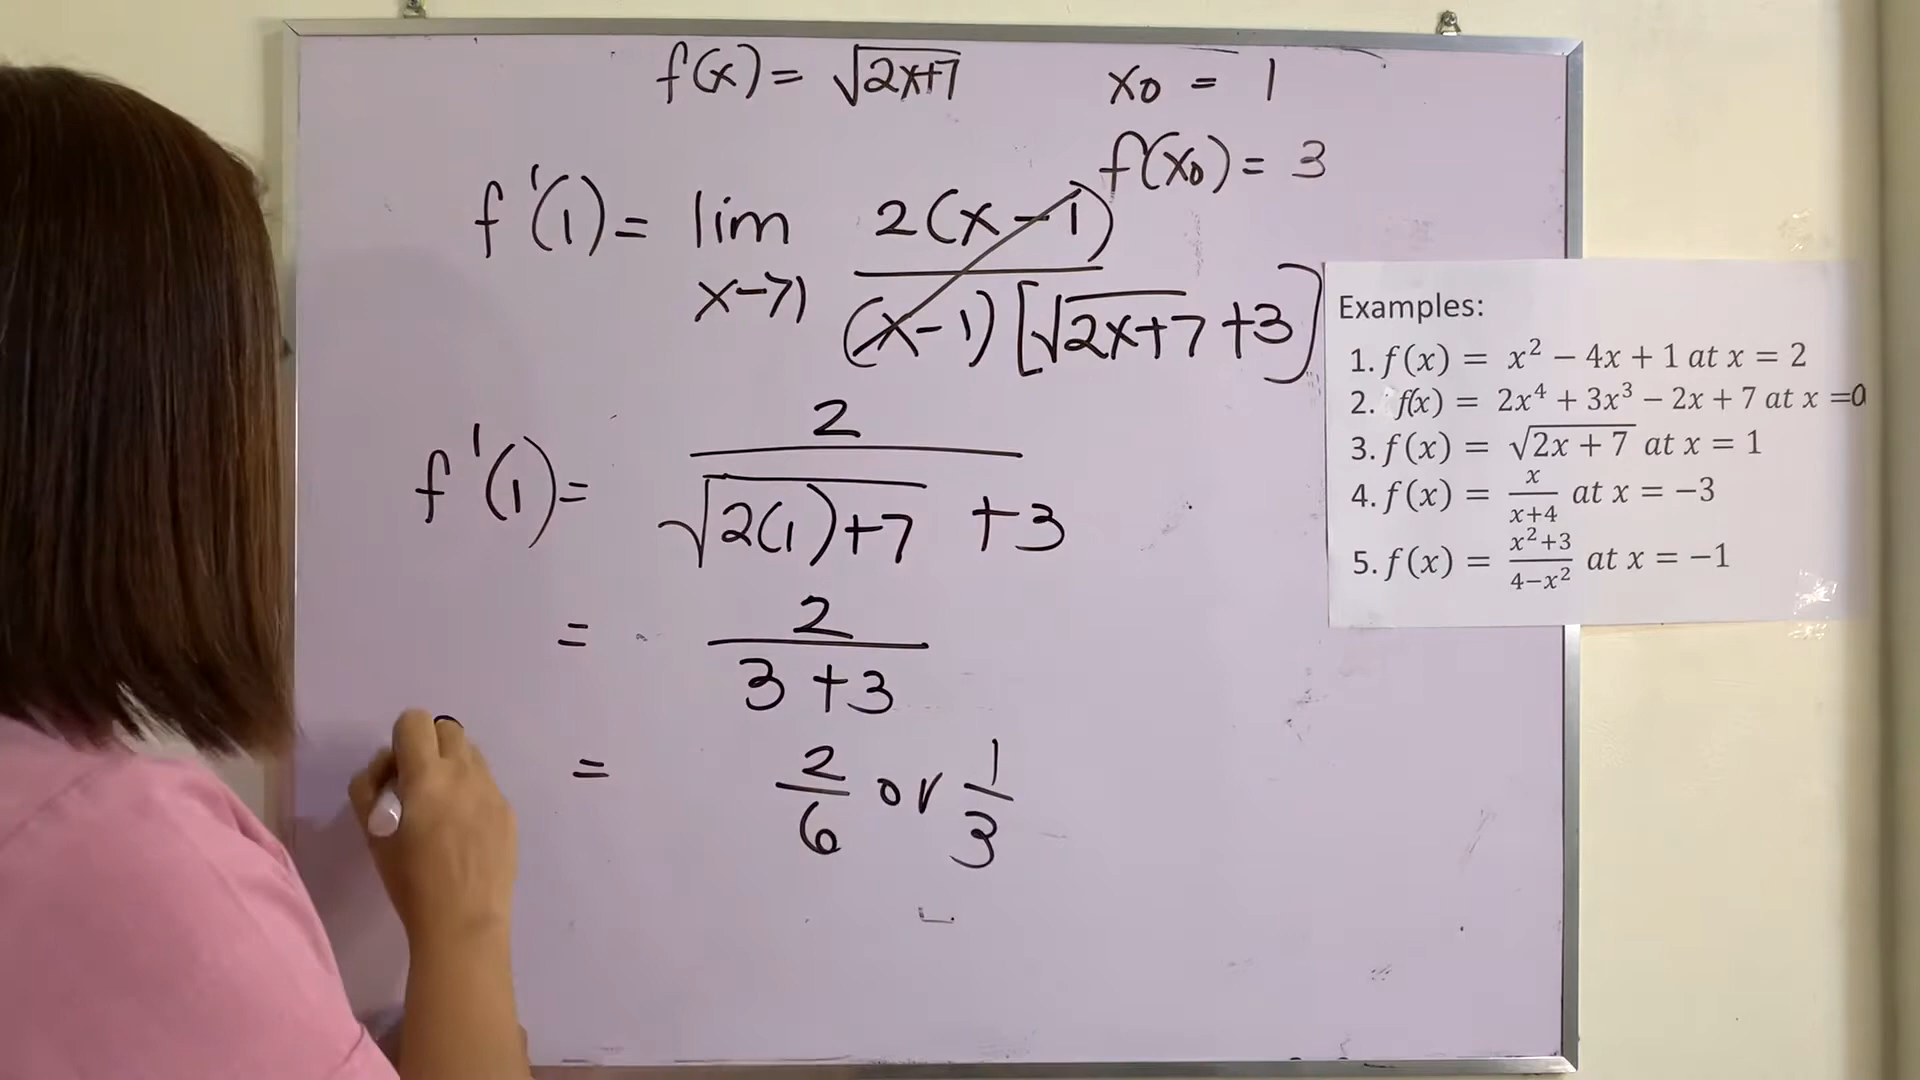 f(x) = √2x+7 x0 = 1
f(x0) = 3
f'(1) = lim x→1 2(x-1) / (x-1)[√2x+7 +3]
f'(1) = 2 / √2(1)+7 +3
= 2 / 3+3
= 2/6 or 1/3
Examples:
1. f(x) = x² − 4x + 1 at x = 2
2. f(x) = 2x⁴ + 3x³ − 2x + 7 at x = 0
3. f(x) = √2x + 7 at x = 1
4. f(x) = x/x+4 at x = −3
5. f(x) = x²+3/4−x² at x = −1